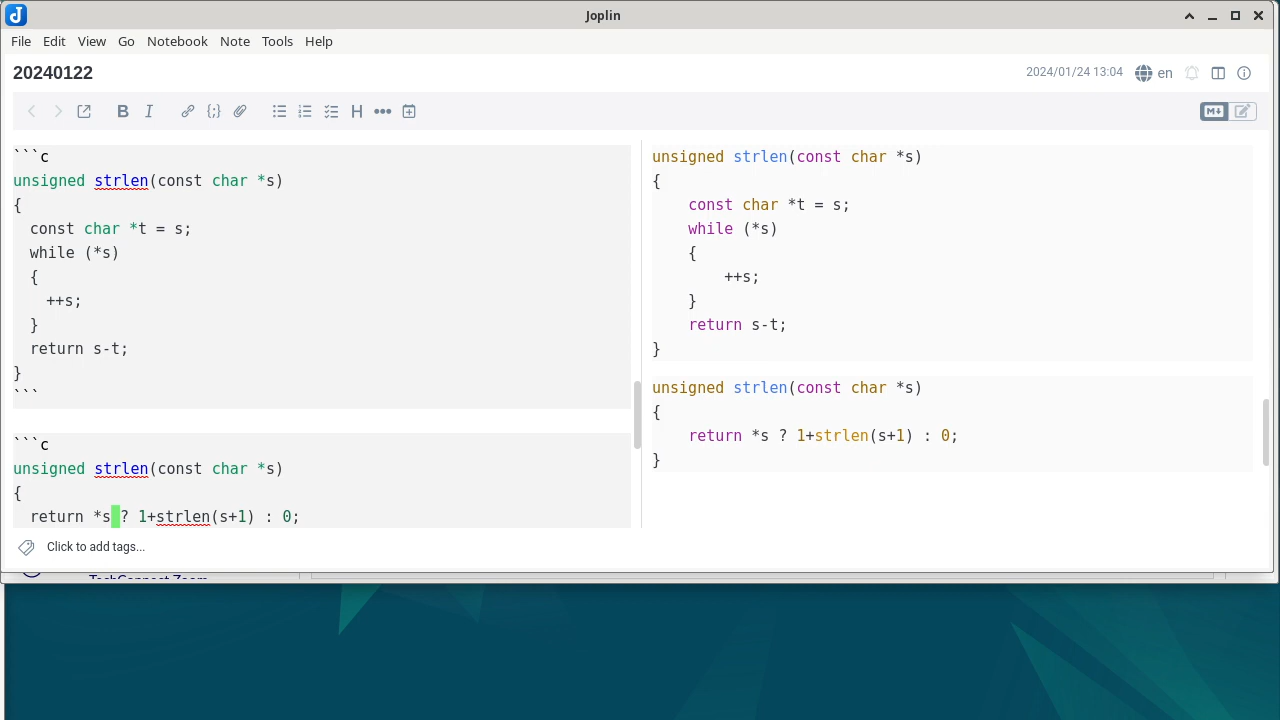 Joplin
File Edit View Go Notebook Note Tools Help
20240122
2024/01/24 13:04 en
```c
unsigned strlen(const char *s)
{
  const char *t = s;
  while (*s)
  {
    ++s;
  }
  return s-t;
}
```
```c
unsigned strlen(const char *s)
{
  return *s ? 1+strlen(s+1) : 0;
unsigned strlen(const char *s)
{
    const char *t = s;
    while (*s)
    {
        ++s;
    }
    return s-t;
}
unsigned strlen(const char *s)
{
    return *s ? 1+strlen(s+1) : 0;
}
Click to add tags...
TechConnect Zoom